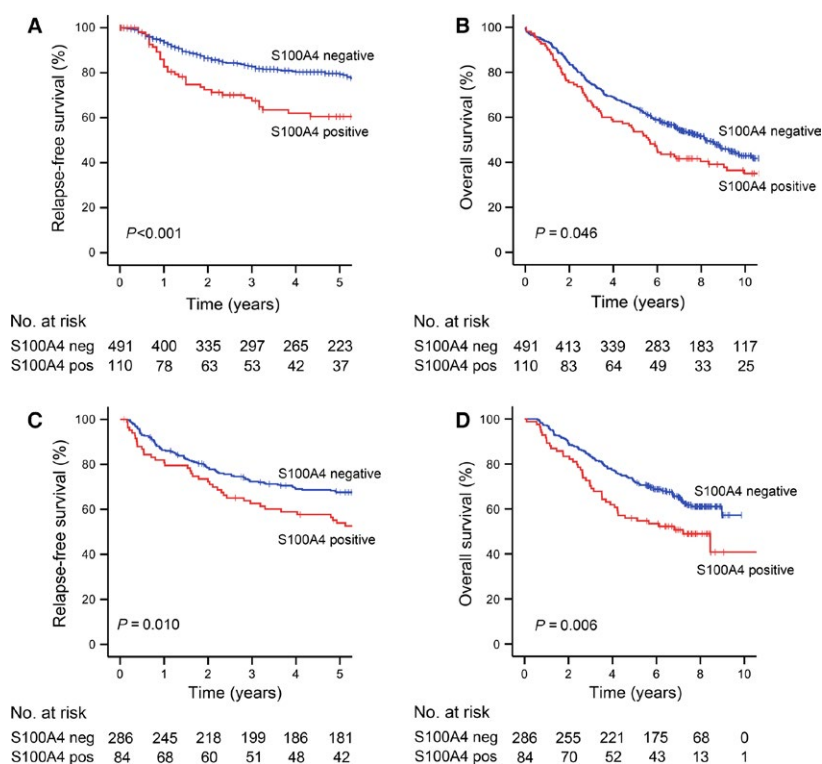 A
Relapse-free survival (%)
100
80
60
40
20
0
S100A4 negative
S100A4 positive
P<0.001
0 1 2 3 4 5
Time (years)
No. at risk
S100A4 neg 491 400 335 297 265 223
S100A4 pos 110 78 63 53 42 37
B
Overall survival (%)
100
80
60
40
20
0
S100A4 negative
S100A4 positive
P = 0.046
0 2 4 6 8 10
Time (years)
No. at risk
S100A4 neg 491 413 339 283 183 117
S100A4 pos 110 83 64 49 33 25
C
Relapse-free survival (%)
100
80
60
40
20
0
S100A4 negative
S100A4 positive
P = 0.010
0 1 2 3 4 5
Time (years)
No. at risk
S100A4 neg 286 245 218 199 186 181
S100A4 pos 84 68 60 51 48 42
D
Overall survival (%)
100
80
60
40
20
0
S100A4 negative
S100A4 positive
P = 0.006
0 2 4 6 8 10
Time (years)
No. at risk
S100A4 neg 286 255 221 175 68 0
S100A4 pos 84 70 52 43 13 1